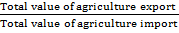 Total value of agriculture export
Total value of agriculture import